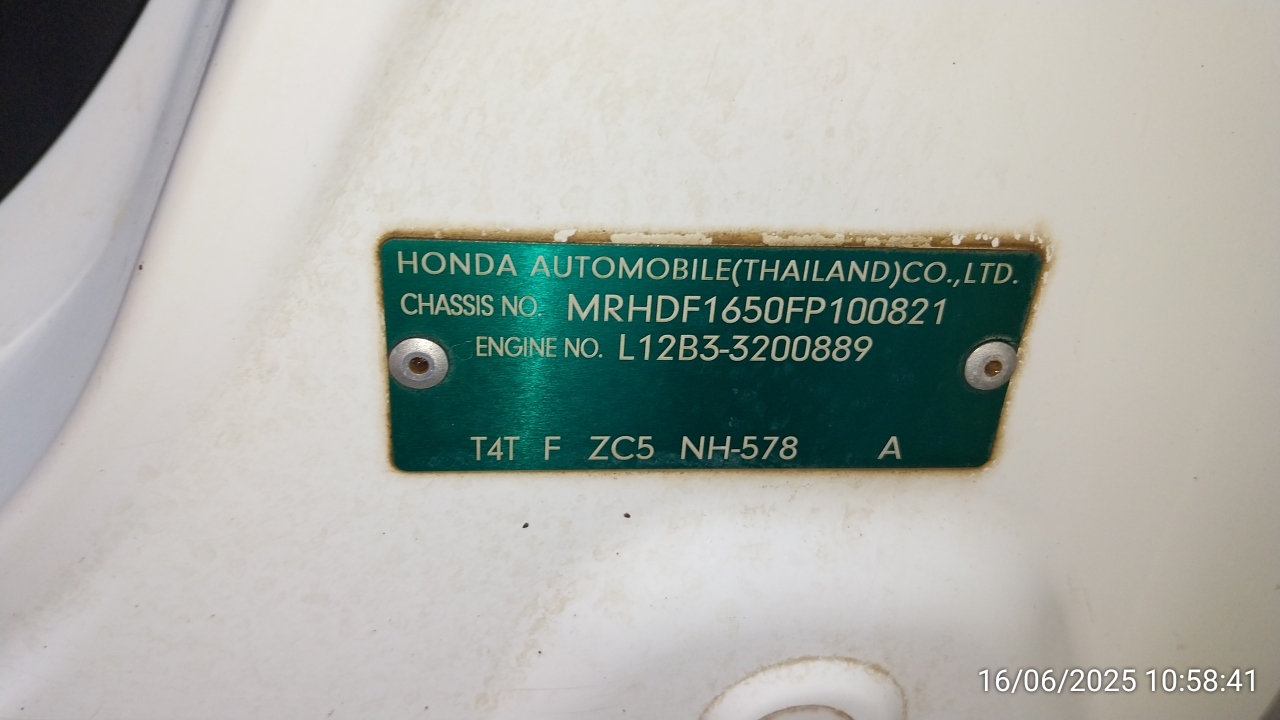 HONDA AUTOMOBILE(THAILAND)CO.,LTD.
CHASSIS NO. MRHDF1650FP100821
ENGINE NO. L12B3-3200889
T4T F ZC5 NH-578 A
16/06/2025 10:58:41